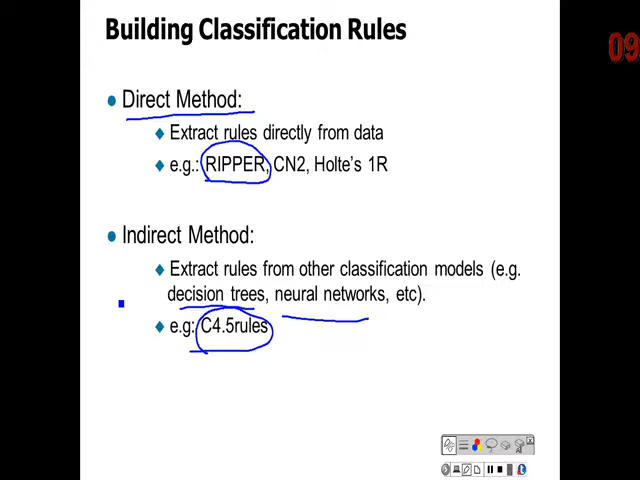 Building Classification Rules
09
Direct Method:
Extract rules directly from data
e.g.: RIPPER, CN2, Holte's 1R
Indirect Method:
Extract rules from other classification models (e.g.
decision trees, neural networks, etc).
e.g: C4.5rules